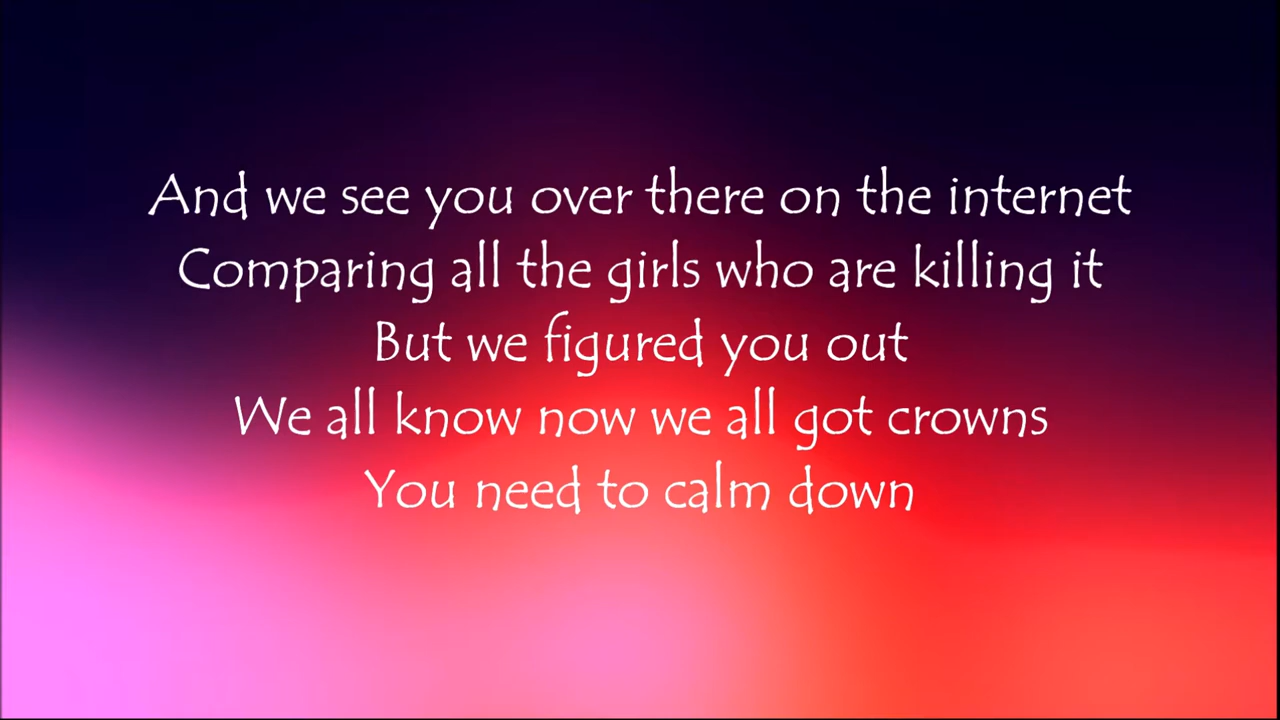 And we see you over there on the internet
Comparing all the girls who are killing it
But we figured you out
We all know now we all got crowns
You need to calm down